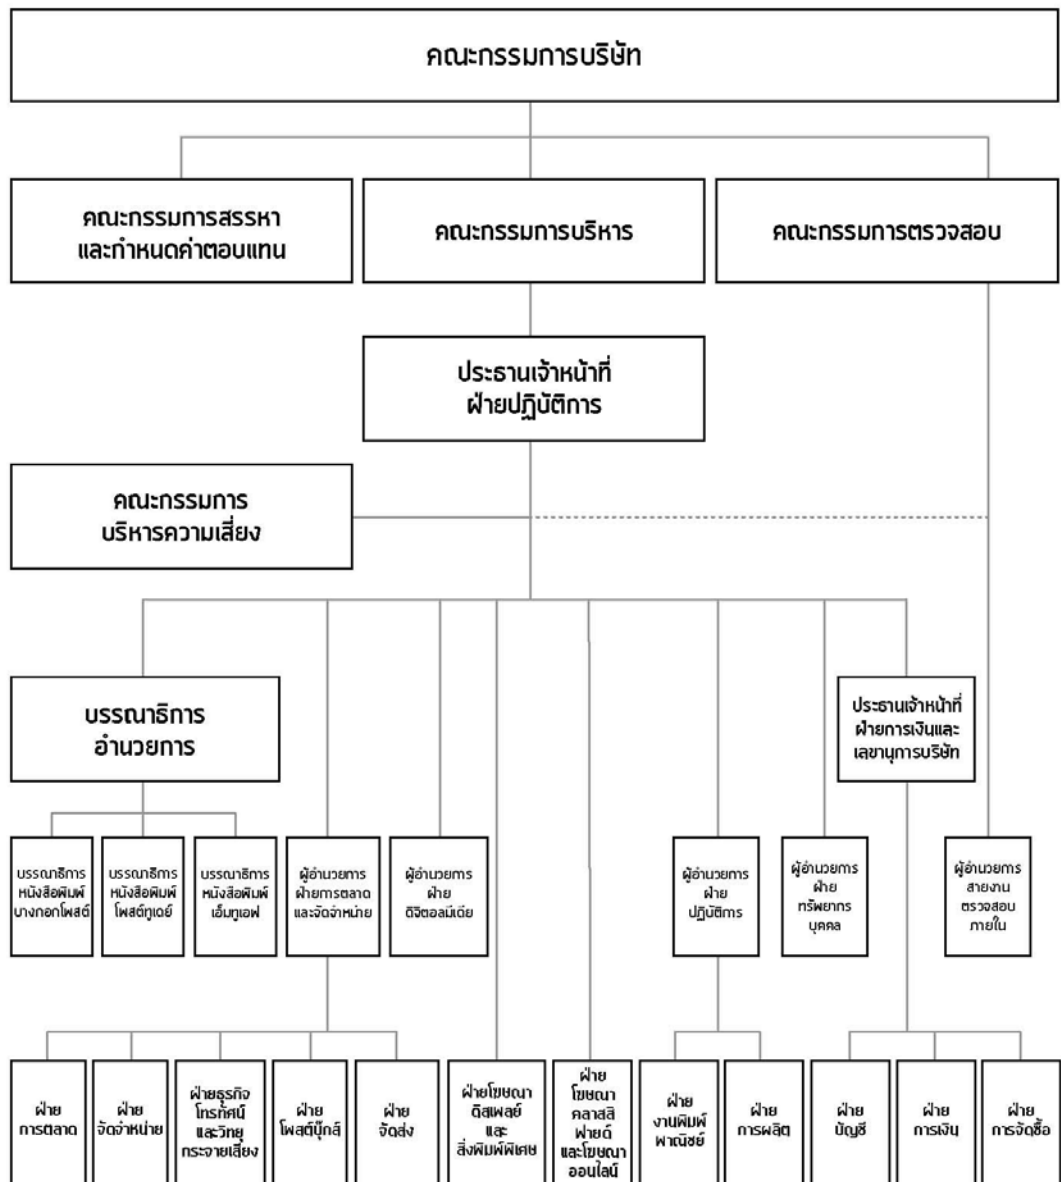 คณะกรรมการบริษัท
คณะกรรมการสรรหา
และกำหนดค่าตอบแทน
คณะกรรมการบริหาร
คณะกรรมการตรวจสอบ
ประธานเจ้าหน้าที่
ฝ่ายปฏิบัติการ
คณะกรรมการ
บริหารความเสี่ยง
บรรณาธิการ
อำนวยการ
ประธานเจ้าหน้าที่
ฝ่ายการเงินและ
เลขานุการบริษัท
บรรณาธิการ
หนังสือพิมพ์
บางกอกโพสต์
บรรณาธิการ
หนังสือพิมพ์
โพสต์ทูเดย์
บรรณาธิการ
หนังสือพิมพ์
เอ็มทูเอฟ
ผู้อำนวยการ
ฝ่ายการตลาด
และจัดจำหน่าย
ผู้อำนวยการ
ฝ่าย
ดิจิตอลมีเดีย
ผู้อำนวยการ
ฝ่าย
ปฏิบัติการ
ผู้อำนวยการ
ฝ่าย
ทรัพยากร
บุคคล
ผู้อำนวยการ
สายงาน
ตรวจสอบ
ภายใน
ฝ่าย
การตลาด
ฝ่าย
จัดจำหน่าย
ฝ่ายธุรกิจ
โทรทัศน์
และวิทยุ
กระจายเสียง
ฝ่าย
โพสต์บุ๊กส์
ฝ่าย
จัดส่ง
ฝ่ายโฆษณา
ดิสเพลย์
และ
สิ่งพิมพ์พิเศษ
ฝ่าย
โฆษณา
คลาสสิ
ฟายด์
และโฆษณา
ออนไลน์
ฝ่าย
งานพิมพ์
พาณิชย์
ฝ่าย
การผลิต
ฝ่าย
บัญชี
ฝ่าย
การเงิน
ฝ่าย
การจัดซื้อ